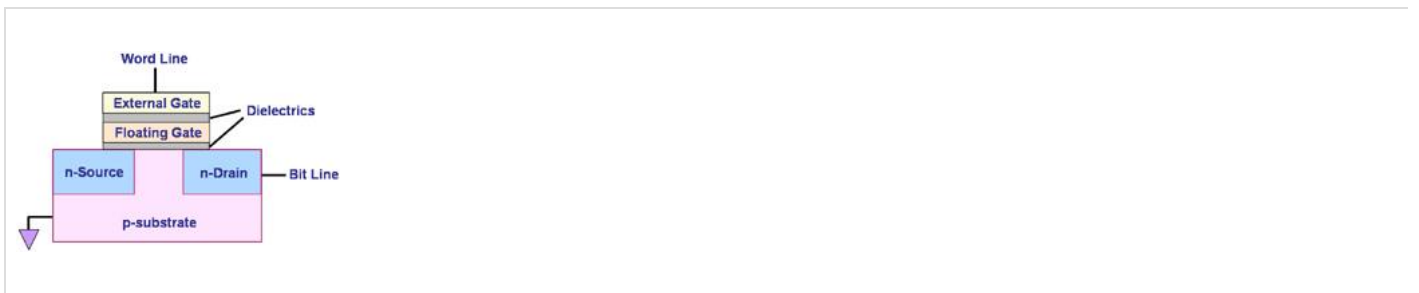 Word Line
External Gate
Dielectrics
Floating Gate
n-Source
n-Drain
Bit Line
p-substrate